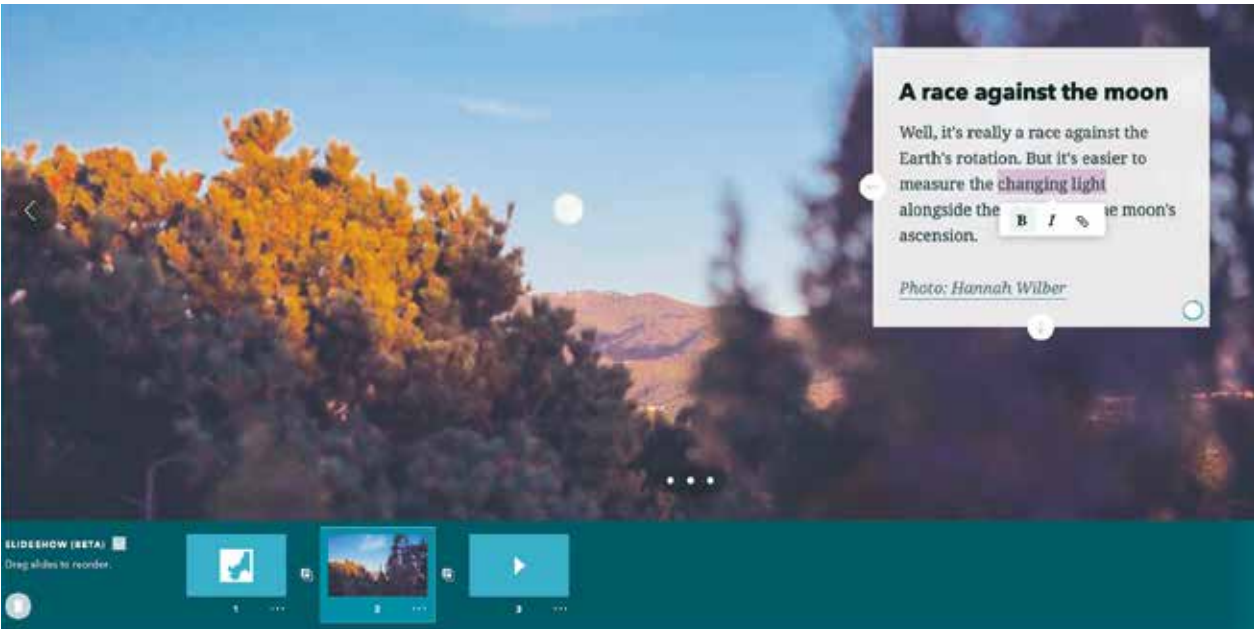 A race against the moon
Well, it's really a race against the
Earth's rotation. But it's easier to
measure the changing light
alongside the e moon's
B I
ascension.
Photo: Hannah Wilber
SLIDESHOW (BETA)
Drag slides to reorder.
1 ... 2 ... 3 ...